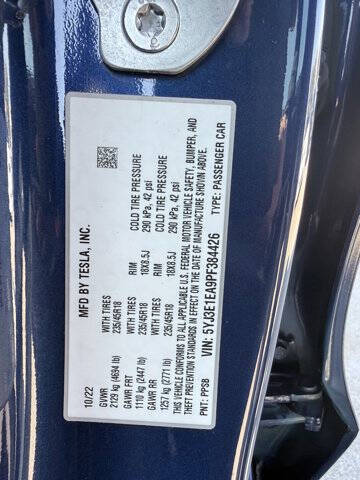 MFD BY TESLA, INC.
10/22
GVWR
2129 kg (4694 lb)
GAWR FRT WITH TIRES RIM COLD TIRE PRESSURE
1110 kg (2447 lb) 235/45R18 18X8.5J 290 kPa, 42 psi
GAWR RR WITH TIRES RIM COLD TIRE PRESSURE
1257 kg (2771 lb) 235/45R18 18X8.5J 290 kPa, 42 psi
THIS VEHICLE CONFORMS TO ALL APPLICABLE U.S. FEDERAL MOTOR VEHICLE SAFETY, BUMPER, AND
THEFT PREVENTION STANDARDS IN EFFECT ON THE DATE OF MANUFACTURE SHOWN ABOVE.
VIN: 5YJ3E1EA9PF384426 TYPE: PASSENGER CAR
PNT: PPSB